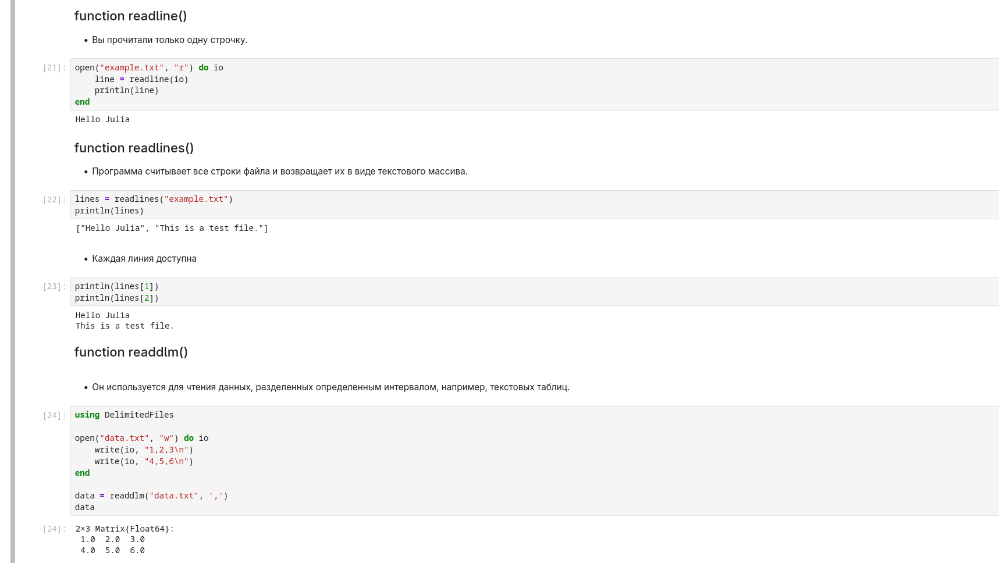 function readline()
• Вы прочитали только одну строчку.
[21]: open("example.txt", "r") do io
    line = readline(io)
    println(line)
end
Hello Julia
function readlines()
• Программа считывает все строки файла и возвращает их в виде текстового массива.
[22]: lines = readlines("example.txt")
println(lines)
["Hello Julia", "This is a test file."]
• Каждая линия доступна
[23]: println(lines[1])
println(lines[2])
Hello Julia
This is a test file.
function readdlm()
• Он используется для чтения данных, разделенных определенным интервалом, например, текстовых таблиц.
[24]: using DelimitedFiles
open("data.txt", "w") do io
    write(io, "1,2,3\n")
    write(io, "4,5,6\n")
end
data = readdlm("data.txt", ',')
data
[24]: 2×3 Matrix{Float64}:
 1.0  2.0  3.0
 4.0  5.0  6.0